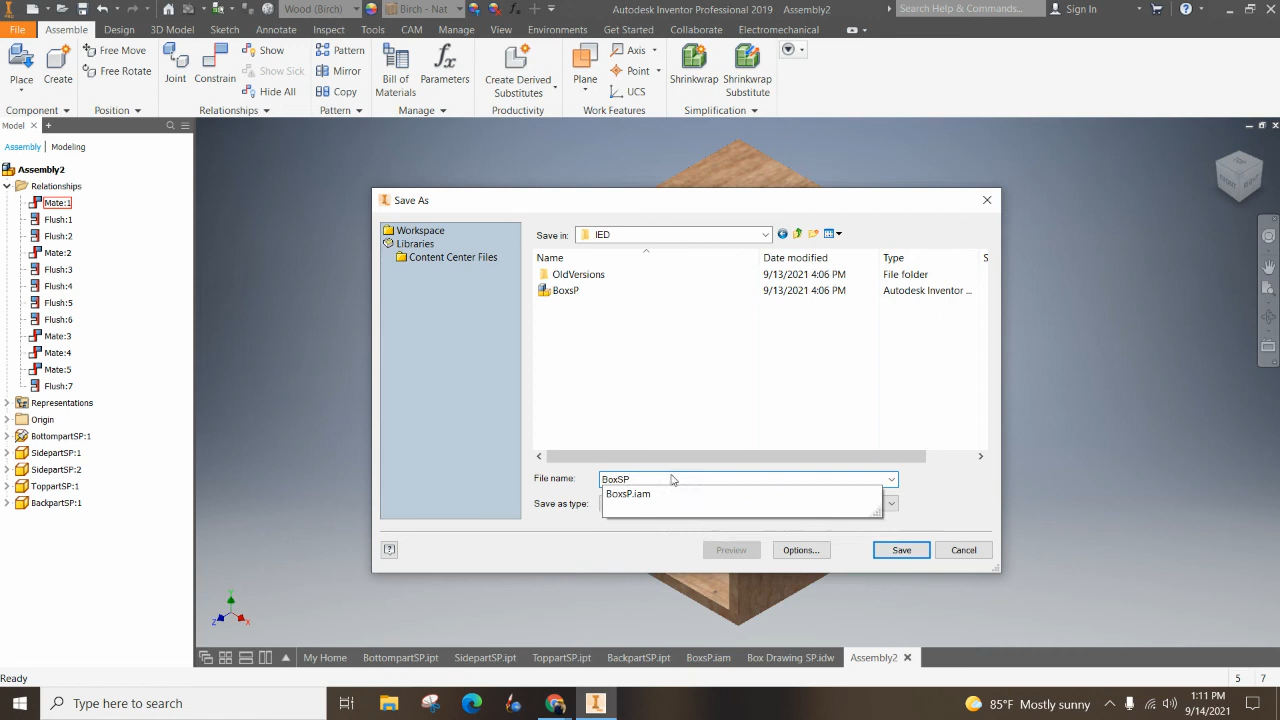 Wood (Birch)
Birch - Nat
Autodesk Inventor Professional 2019
Assembly2
Search Help & Commands...
Sign In
File
Assemble
Design
3D Model
Sketch
Annotate
Inspect
Tools
CAM
Manage
View
Environments
Get Started
Collaborate
Electromechanical
Place
Create
Free Move
Free Rotate
Joint
Constrain
Show
Show Sick
Hide All
Pattern
Mirror
Copy
Bill of
Materials
Parameters
Create Derived
Substitutes
Plane
Axis
Point
UCS
Shrinkwrap
Shrinkwrap
Substitute
Component
Position
Relationships
Pattern
Manage
Productivity
Work Features
Simplification
Model
Assembly
Modeling
Assembly2
Relationships
Mate:1
Flush:1
Flush:2
Mate:2
Flush:3
Flush:4
Flush:5
Flush:6
Mate:3
Mate:4
Mate:5
Flush:7
Representations
Origin
BottompartSP:1
SidepartSP:1
SidepartSP:2
ToppartSP:1
BackpartSP:1
TOP
FRONT
RIGHT
Save As
Workspace
Libraries
Content Center Files
Save in:
IED
Name
Date modified
Type
S
OldVersions
9/13/2021 4:06 PM
File folder
BoxsP
9/13/2021 4:06 PM
Autodesk Inventor ...
File name:
BoxSP
BoxsP.iam
Save as type:
Preview
Options...
Save
Cancel
Y
Z
X
My Home
BottompartSP.ipt
SidepartSP.ipt
ToppartSP.ipt
BackpartSP.ipt
BoxsP.iam
Box Drawing SP.idw
Assembly2
Ready
5
7
Type here to search
85°F Mostly sunny
1:11 PM
9/14/2021